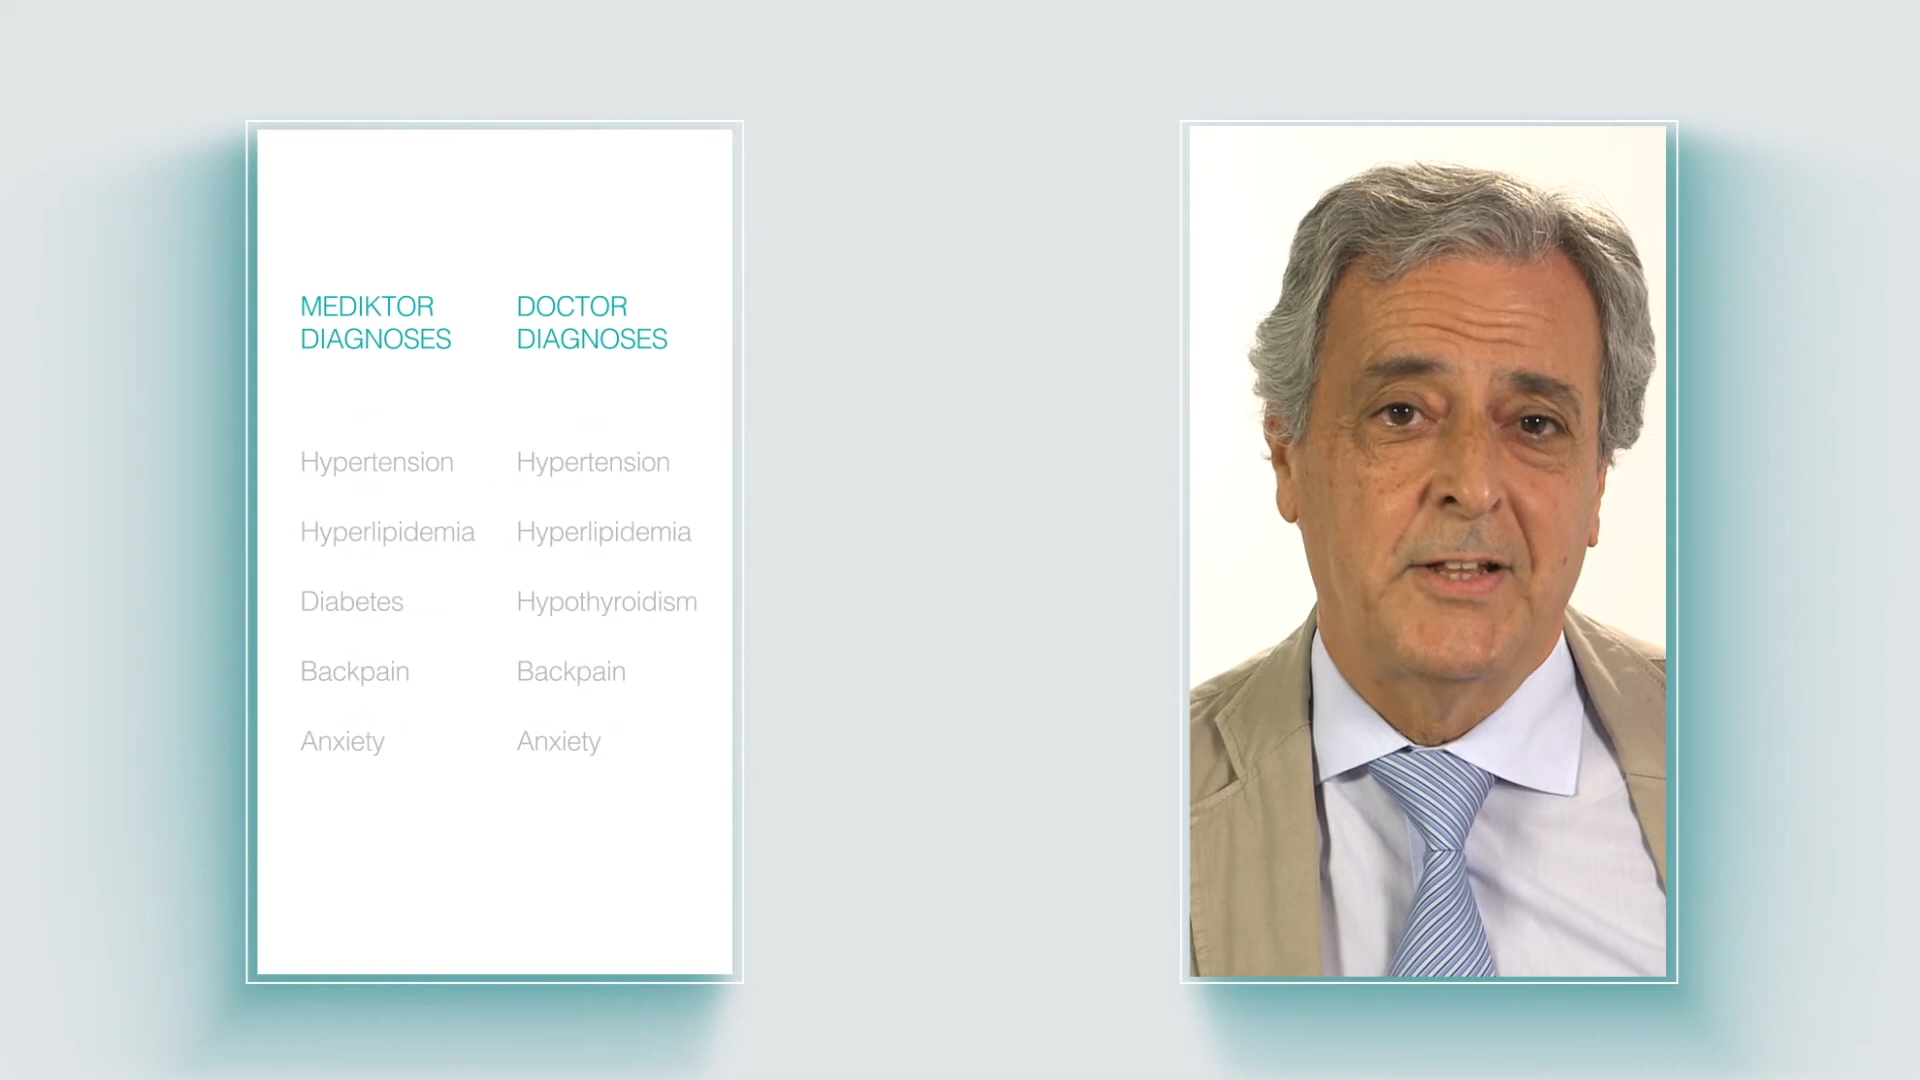 MEDIKTOR
DIAGNOSES
DOCTOR
DIAGNOSES
Hypertension
Hypertension
Hyperlipidemia
Hyperlipidemia
Diabetes
Hypothyroidism
Backpain
Backpain
Anxiety
Anxiety